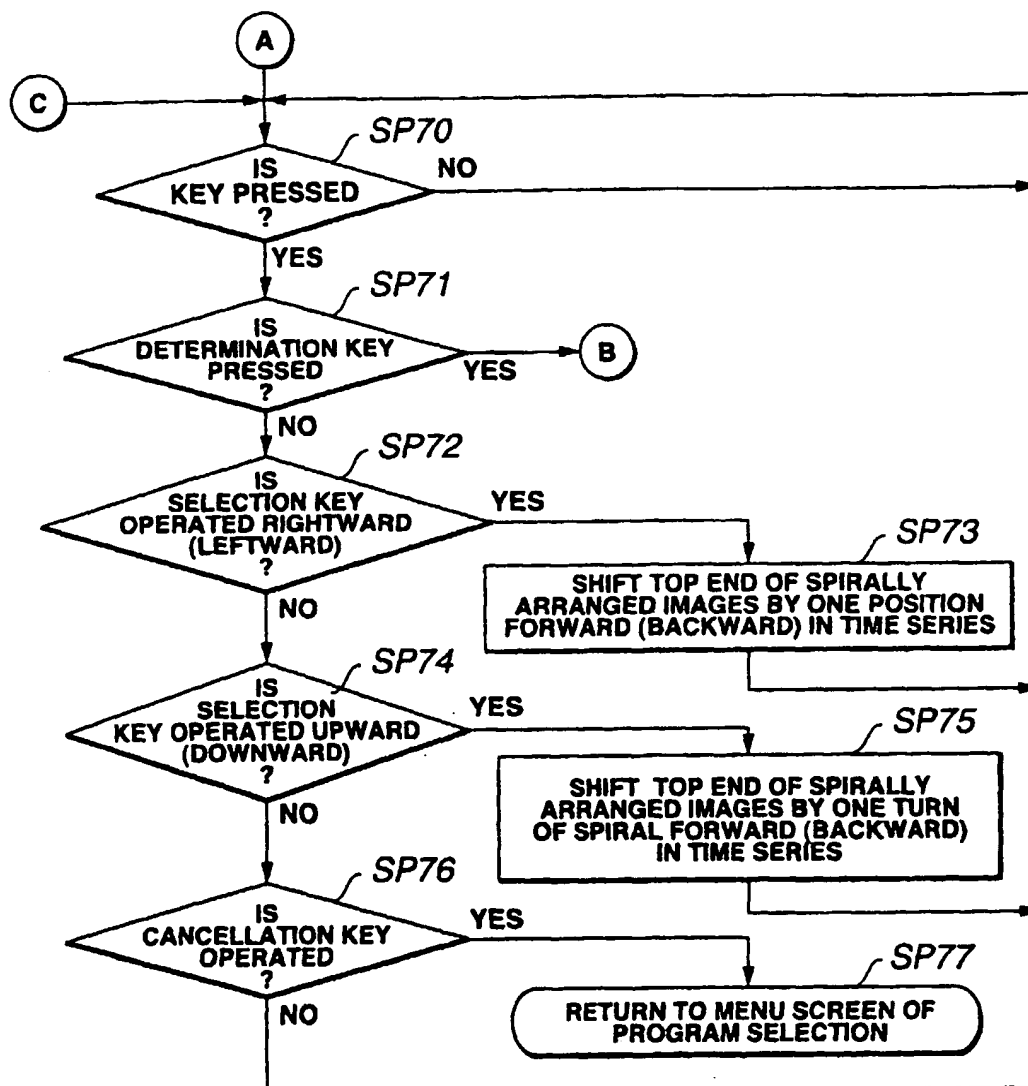 A
C
SP70
IS
KEY PRESSED
?
NO
YES
SP71
IS
DETERMINATION KEY
PRESSED
?
YES
B
NO
SP72
IS
SELECTION KEY
OPERATED RIGHTWARD
(LEFTWARD)
?
YES
SP73
SHIFT TOP END OF SPIRALLY
ARRANGED IMAGES BY ONE POSITION
FORWARD (BACKWARD) IN TIME SERIES
NO
SP74
IS
SELECTION
KEY OPERATED UPWARD
(DOWNWARD)
?
YES
SP75
SHIFT TOP END OF SPIRALLY
ARRANGED IMAGES BY ONE TURN
OF SPIRAL FORWARD (BACKWARD)
IN TIME SERIES
NO
SP76
IS
CANCELLATION KEY
OPERATED
?
YES
SP77
RETURN TO MENU SCREEN OF
PROGRAM SELECTION
NO